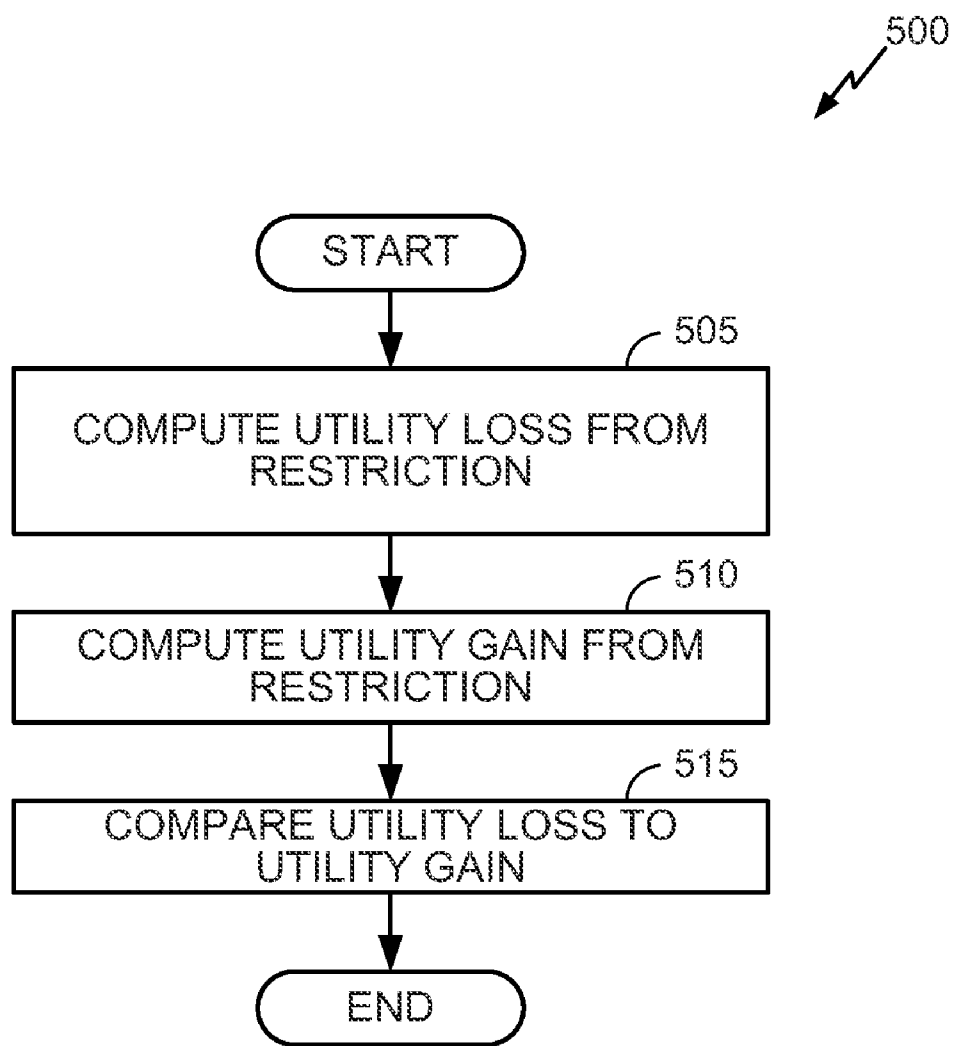 500
START
505
COMPUTE UTILITY LOSS FROM
RESTRICTION
510
COMPUTE UTILITY GAIN FROM
RESTRICTION
515
COMPARE UTILITY LOSS TO
UTILITY GAIN
END